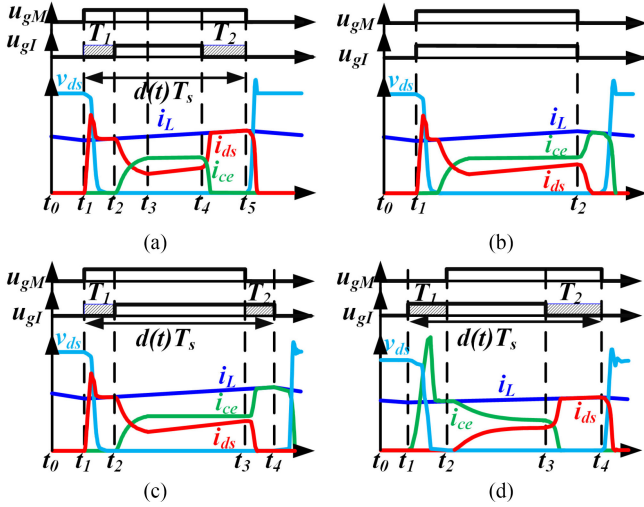 u_gM
T_1 T_2
u_gI
v_ds d(t)T_s
i_L
i_ds
i_ce
t_0 t_1 t_2 t_3 t_4 t_5
(a)
u_gM
u_gI
v_ds
i_L
i_ce
i_ds
t_0 t_1 t_2
(b)
u_gM
T_1 T_2
u_gI
v_ds d(t)T_s
i_L
i_ce
i_ds
t_0 t_1 t_2 t_3 t_4
(c)
u_gM
T_1 T_2
u_gI
v_ds d(t)T_s
i_L
i_ce i_ds
t_0 t_1 t_2 t_3 t_4
(d)